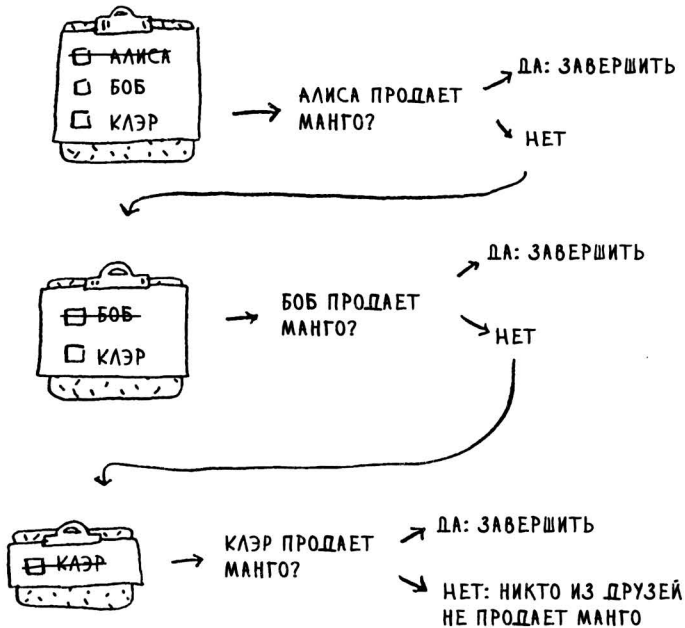 АЛИСА
БОБ
КЛЭР
АЛИСА ПРОДАЕТ
МАНГО?
ДА: ЗАВЕРШИТЬ
НЕТ
БОБ
КЛЭР
БОБ ПРОДАЕТ
МАНГО?
ДА: ЗАВЕРШИТЬ
НЕТ
КЛЭР
КЛЭР ПРОДАЕТ
МАНГО?
ДА: ЗАВЕРШИТЬ
НЕТ: НИКТО ИЗ ДРУЗЕЙ
НЕ ПРОДАЕТ МАНГО